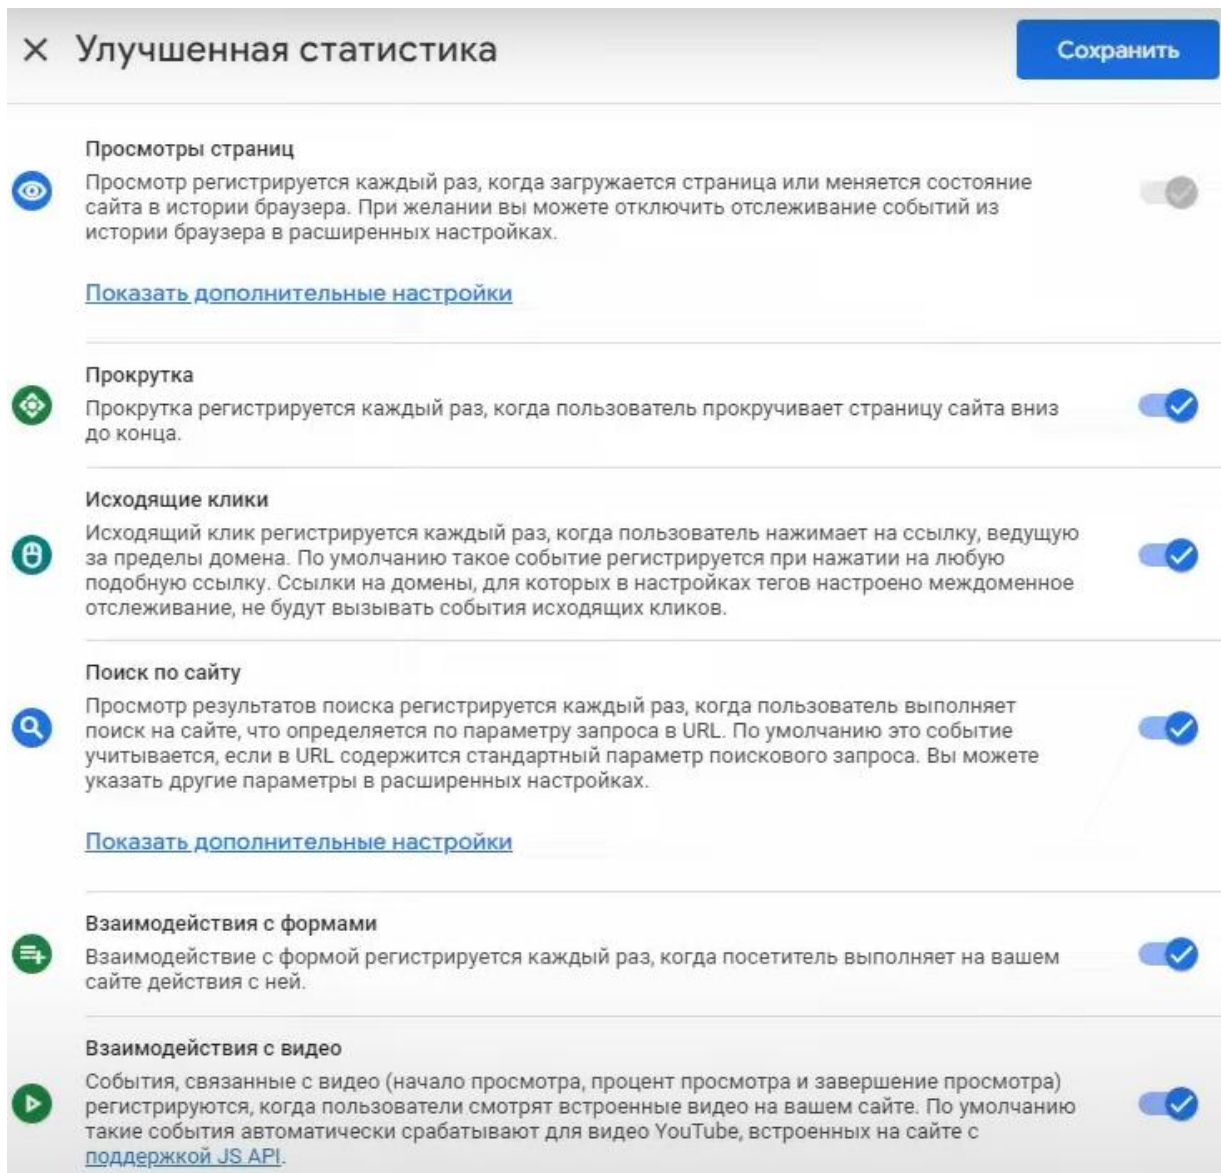 Улучшенная статистика
Сохранить
Просмотры страниц
Просмотр регистрируется каждый раз, когда загружается страница или меняется состояние
сайта в истории браузера. При желании вы можете отключить отслеживание событий из
истории браузера в расширенных настройках.
Показать дополнительные настройки
Прокрутка
Прокрутка регистрируется каждый раз, когда пользователь прокручивает страницу сайта вниз
до конца.
Исходящие клики
Исходящий клик регистрируется каждый раз, когда пользователь нажимает на ссылку, ведущую
за пределы домена. По умолчанию такое событие регистрируется при нажатии на любую
подобную ссылку. Ссылки на домены, для которых в настройках тегов настроено междоменное
отслеживание, не будут вызывать события исходящих кликов.
Поиск по сайту
Просмотр результатов поиска регистрируется каждый раз, когда пользователь выполняет
поиск на сайте, что определяется по параметру запроса в URL. По умолчанию это событие
учитывается, если в URL содержится стандартный параметр поискового запроса. Вы можете
указать другие параметры в расширенных настройках.
Показать дополнительные настройки
Взаимодействия с формами
Взаимодействие с формой регистрируется каждый раз, когда посетитель выполняет на вашем
сайте действия с ней.
Взаимодействия с видео
События, связанные с видео (начало просмотра, процент просмотра и завершение просмотра)
регистрируются, когда пользователи смотрят встроенные видео на вашем сайте. По умолчанию
такие события автоматически срабатывают для видео YouTube, встроенных на сайте с
поддержкой JS API.